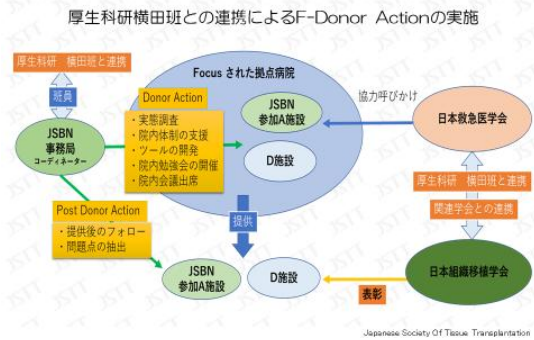 厚生科研横田班との連携によるF-Donor Actionの実施
厚生科研 横田班と連携
班員
JSBN
事務局
コーディネーター
Focus された拠点病院
Donor Action
・実態調査
・院内体制の支援
・ツールの開発
・院内勉強会の開催
・院内会議出席
JSBN
参加A施設
D施設
協力呼びかけ
日本救急医学会
厚生科研 横田班と連携
関連学会との連携
Post Donor Action
・提供後のフォロー
・問題点の抽出
提供
JSBN
参加A施設
D施設
表彰
日本組織移植学会
Japanese Society Of Tissue Transplantation
JSTT